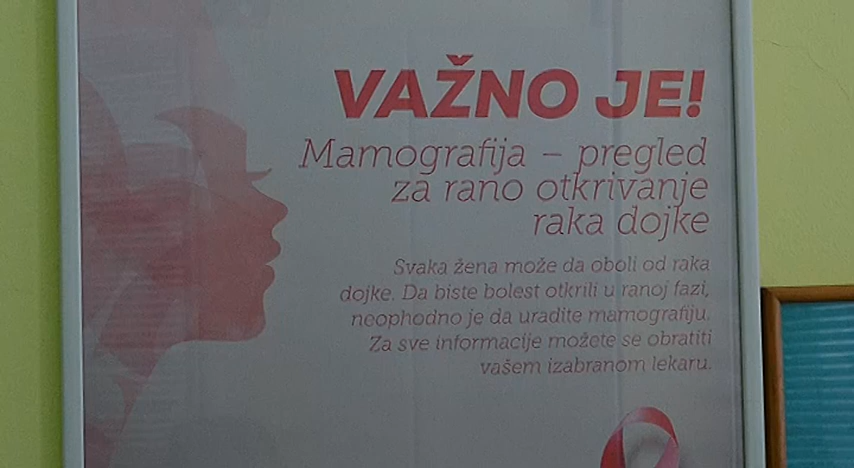 VAŽNO JE!
Mamografija – pregled
za rano otkrivanje
raka dojke
Svaka žena može da oboli od raka
dojke. Da biste bolest otkrili u ranoj fazi,
neophodno je da uradite mamografiju.
Za sve informacije možete se obratiti
vašem izabranom lekaru.